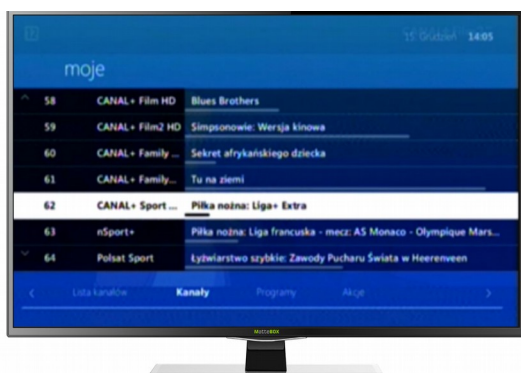 15. Grudzień 14:05
moje
58 CANAL+ Film HD Blues Brothers
59 CANAL+ Film2 HD Simpsonowie: Wersja kinowa
60 CANAL+ Family ... Sekret afrykańskiego dziecka
61 CANAL+ Family... Tu na ziemi
62 CANAL+ Sport ... Piłka nożna: Liga+ Extra
63 nSport+ Piłka nożna: Liga francuska - mecz: AS Monaco - Olympique Mars...
64 Polsat Sport Łyżwiarstwo szybkie: Zawody Pucharu Świata w Heerenveen
Lista kanałów Kanały Programy Akcje
MattoBOX